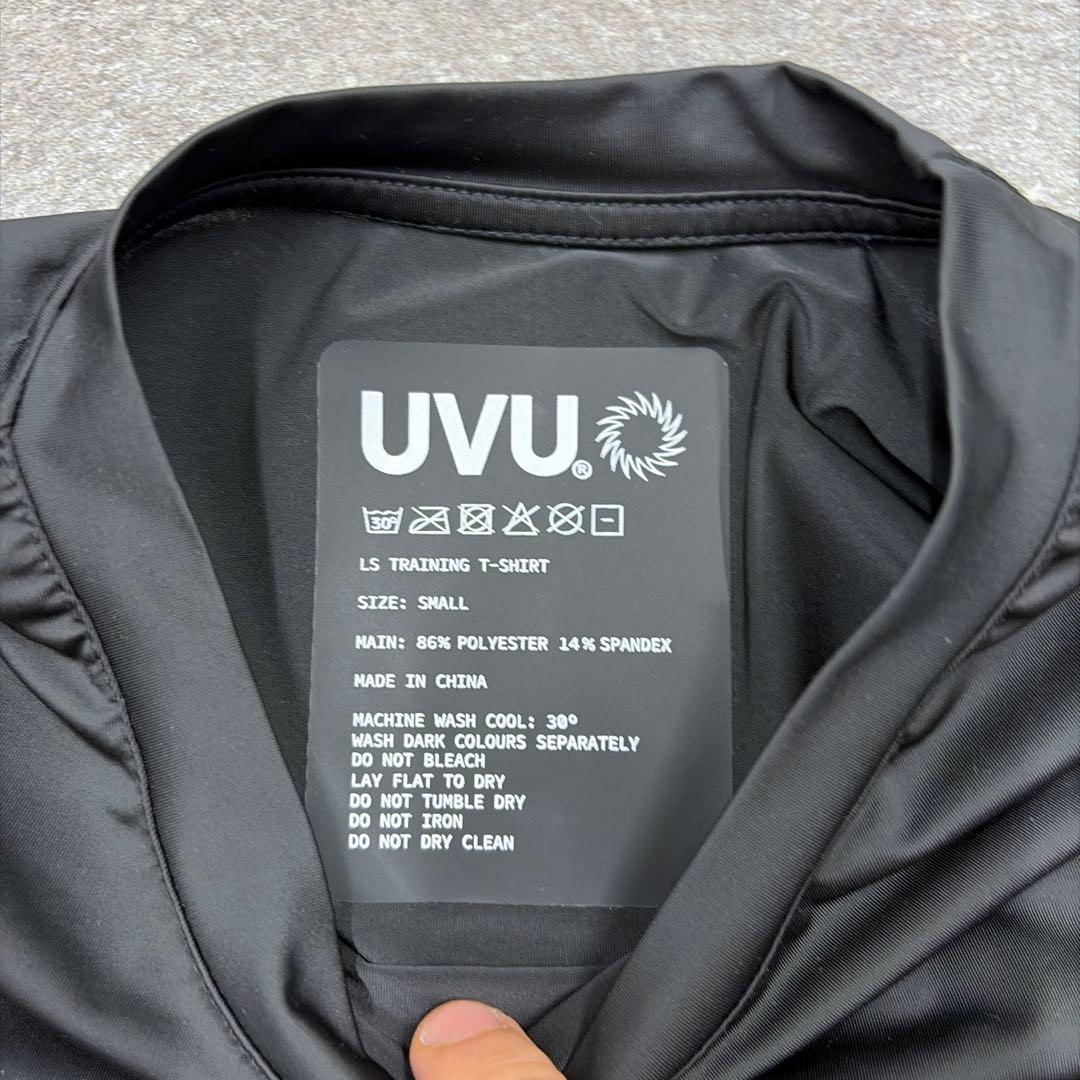 UVU®
30°
LS TRAINING T-SHIRT
SIZE: SMALL
MAIN: 86% POLYESTER 14% SPANDEX
MADE IN CHINA
MACHINE WASH COOL: 30°
WASH DARK COLOURS SEPARATELY
DO NOT BLEACH
LAY FLAT TO DRY
DO NOT TUMBLE DRY
DO NOT IRON
DO NOT DRY CLEAN